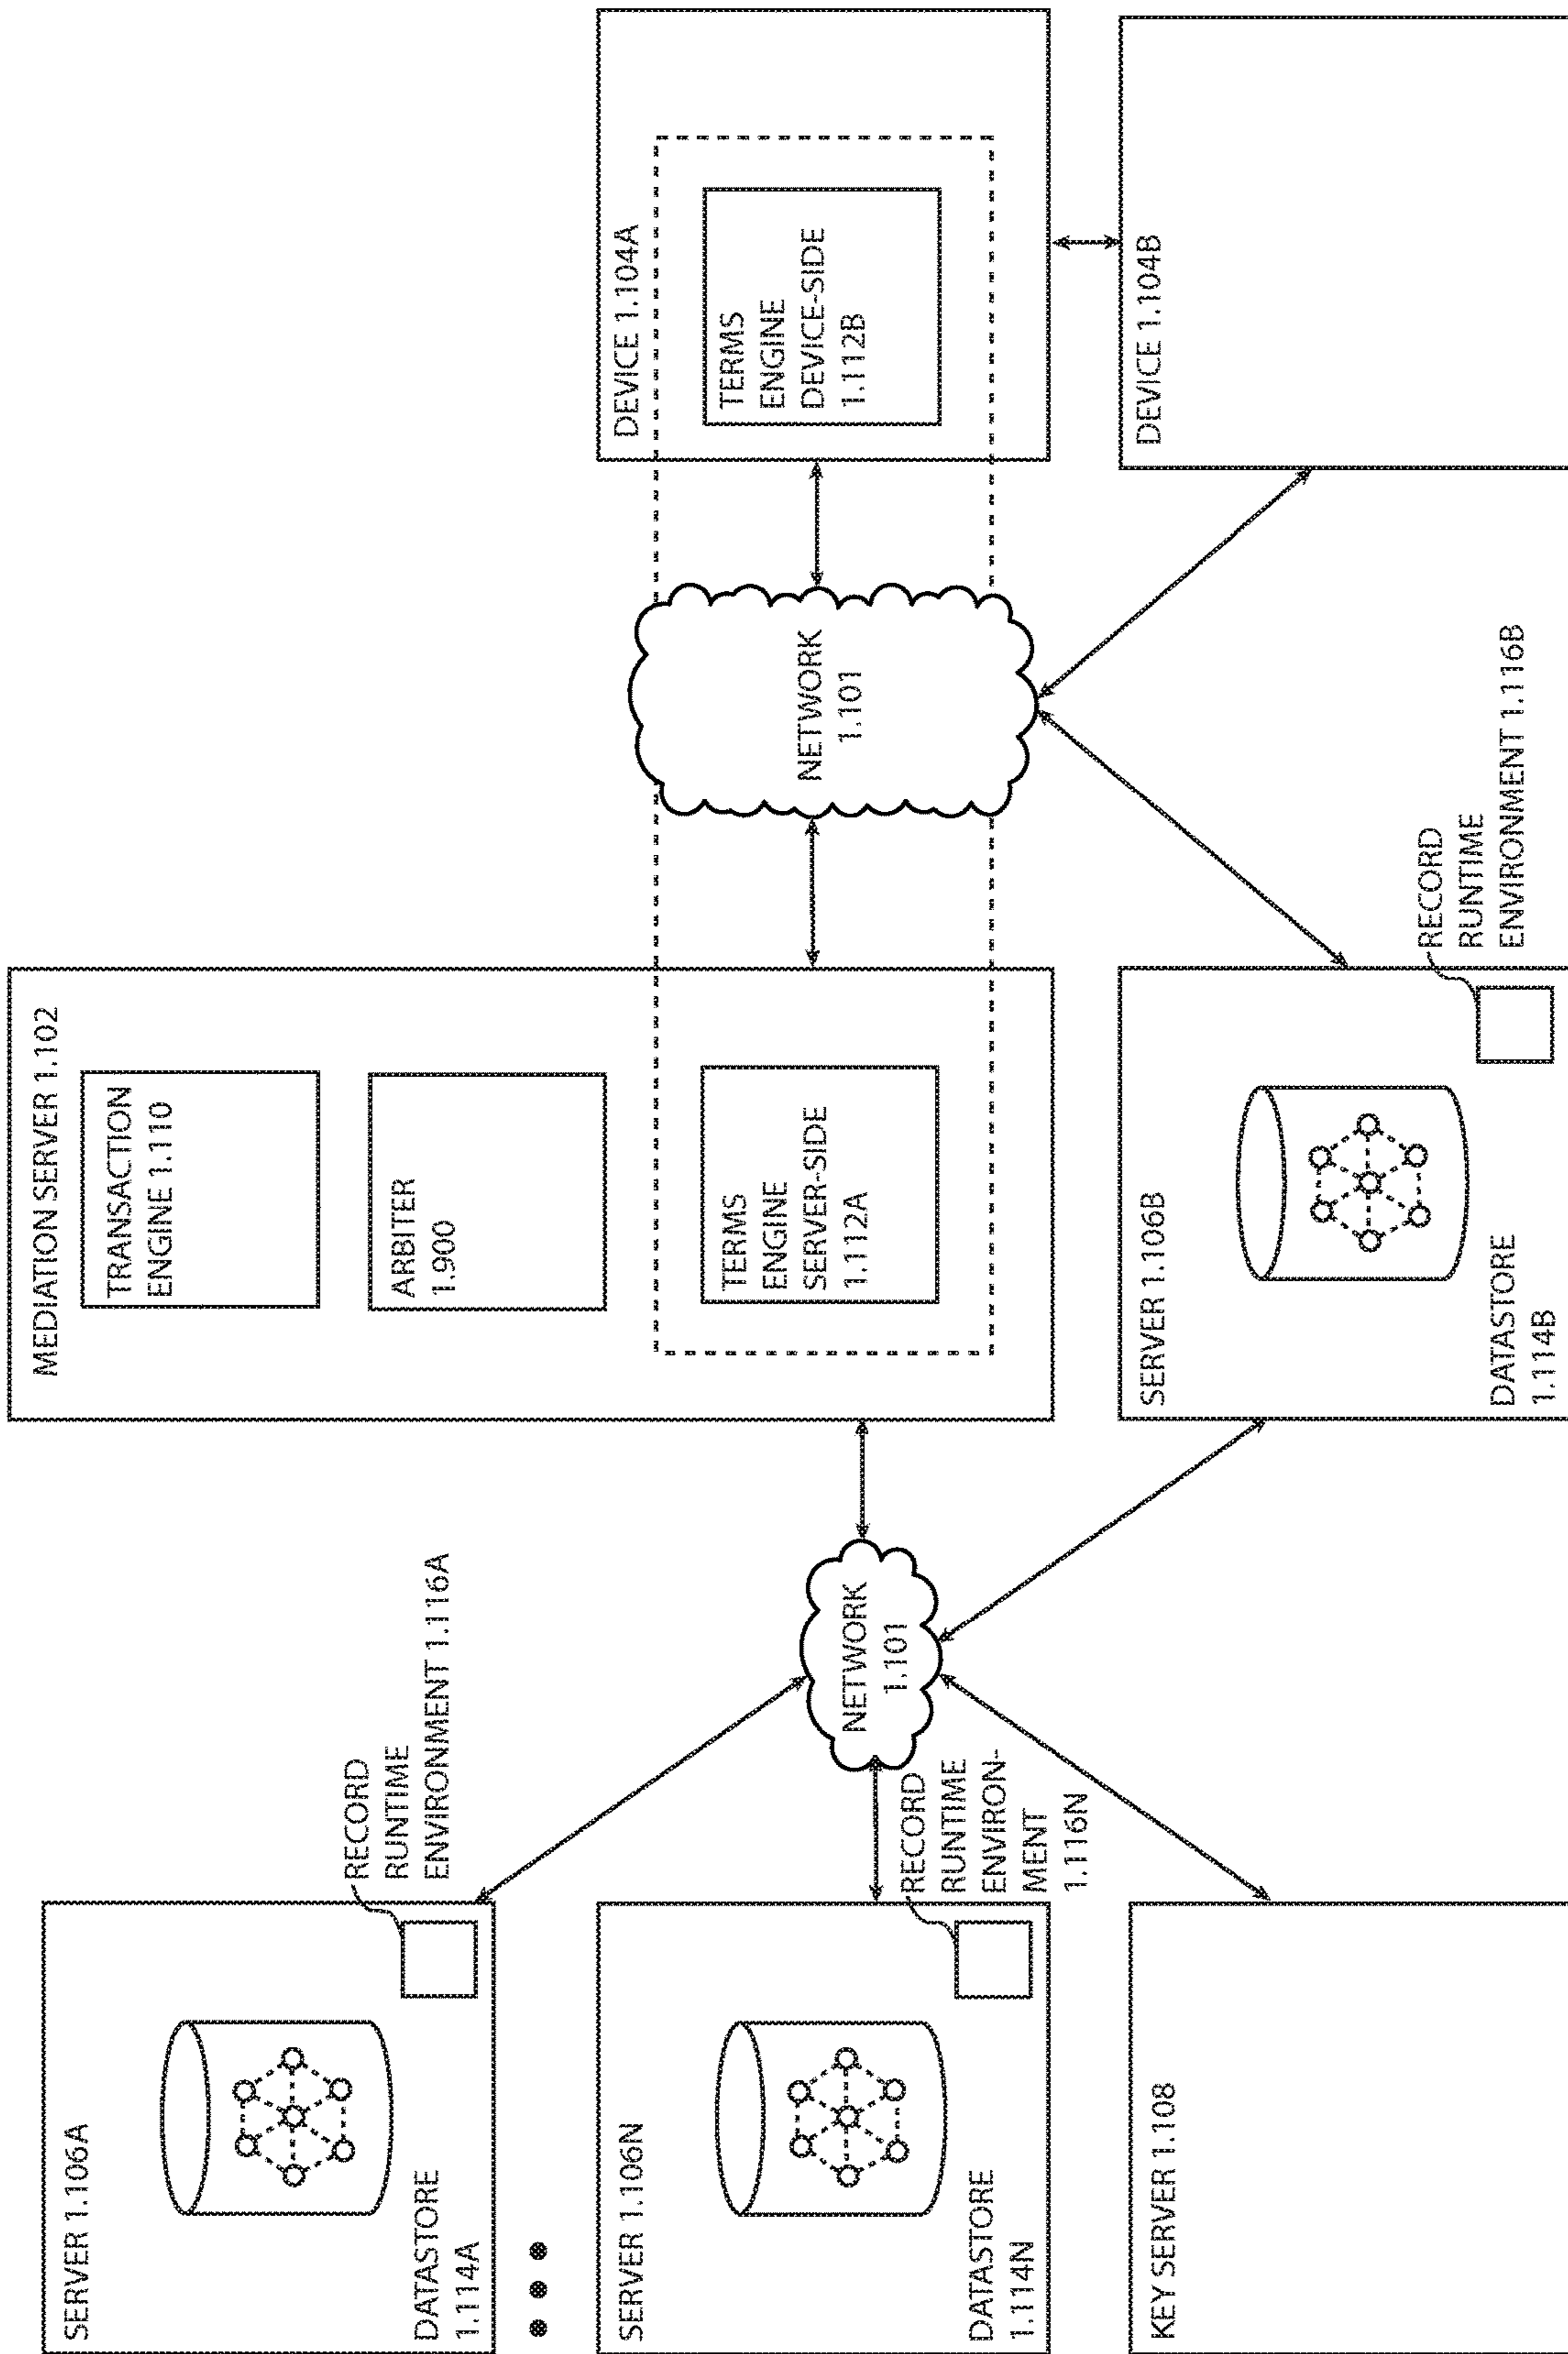 SERVER 1.106A
DATASTORE
1.114A
RECORD
RUNTIME
ENVIRONMENT 1.116A
SERVER 1.106N
DATASTORE
1.114N
RECORD
RUNTIME
ENVIRON-
MENT
1.116N
KEY SERVER 1.108
NETWORK
1.101
MEDIATION SERVER 1.102
TRANSACTION
ENGINE 1.110
ARBITER
1.900
TERMS
ENGINE
SERVER-SIDE
1.112A
SERVER 1.106B
DATASTORE
1.114B
RECORD
RUNTIME
ENVIRONMENT 1.116B
NETWORK
1.101
DEVICE 1.104A
TERMS
ENGINE
DEVICE-SIDE
1.112B
DEVICE 1.104B